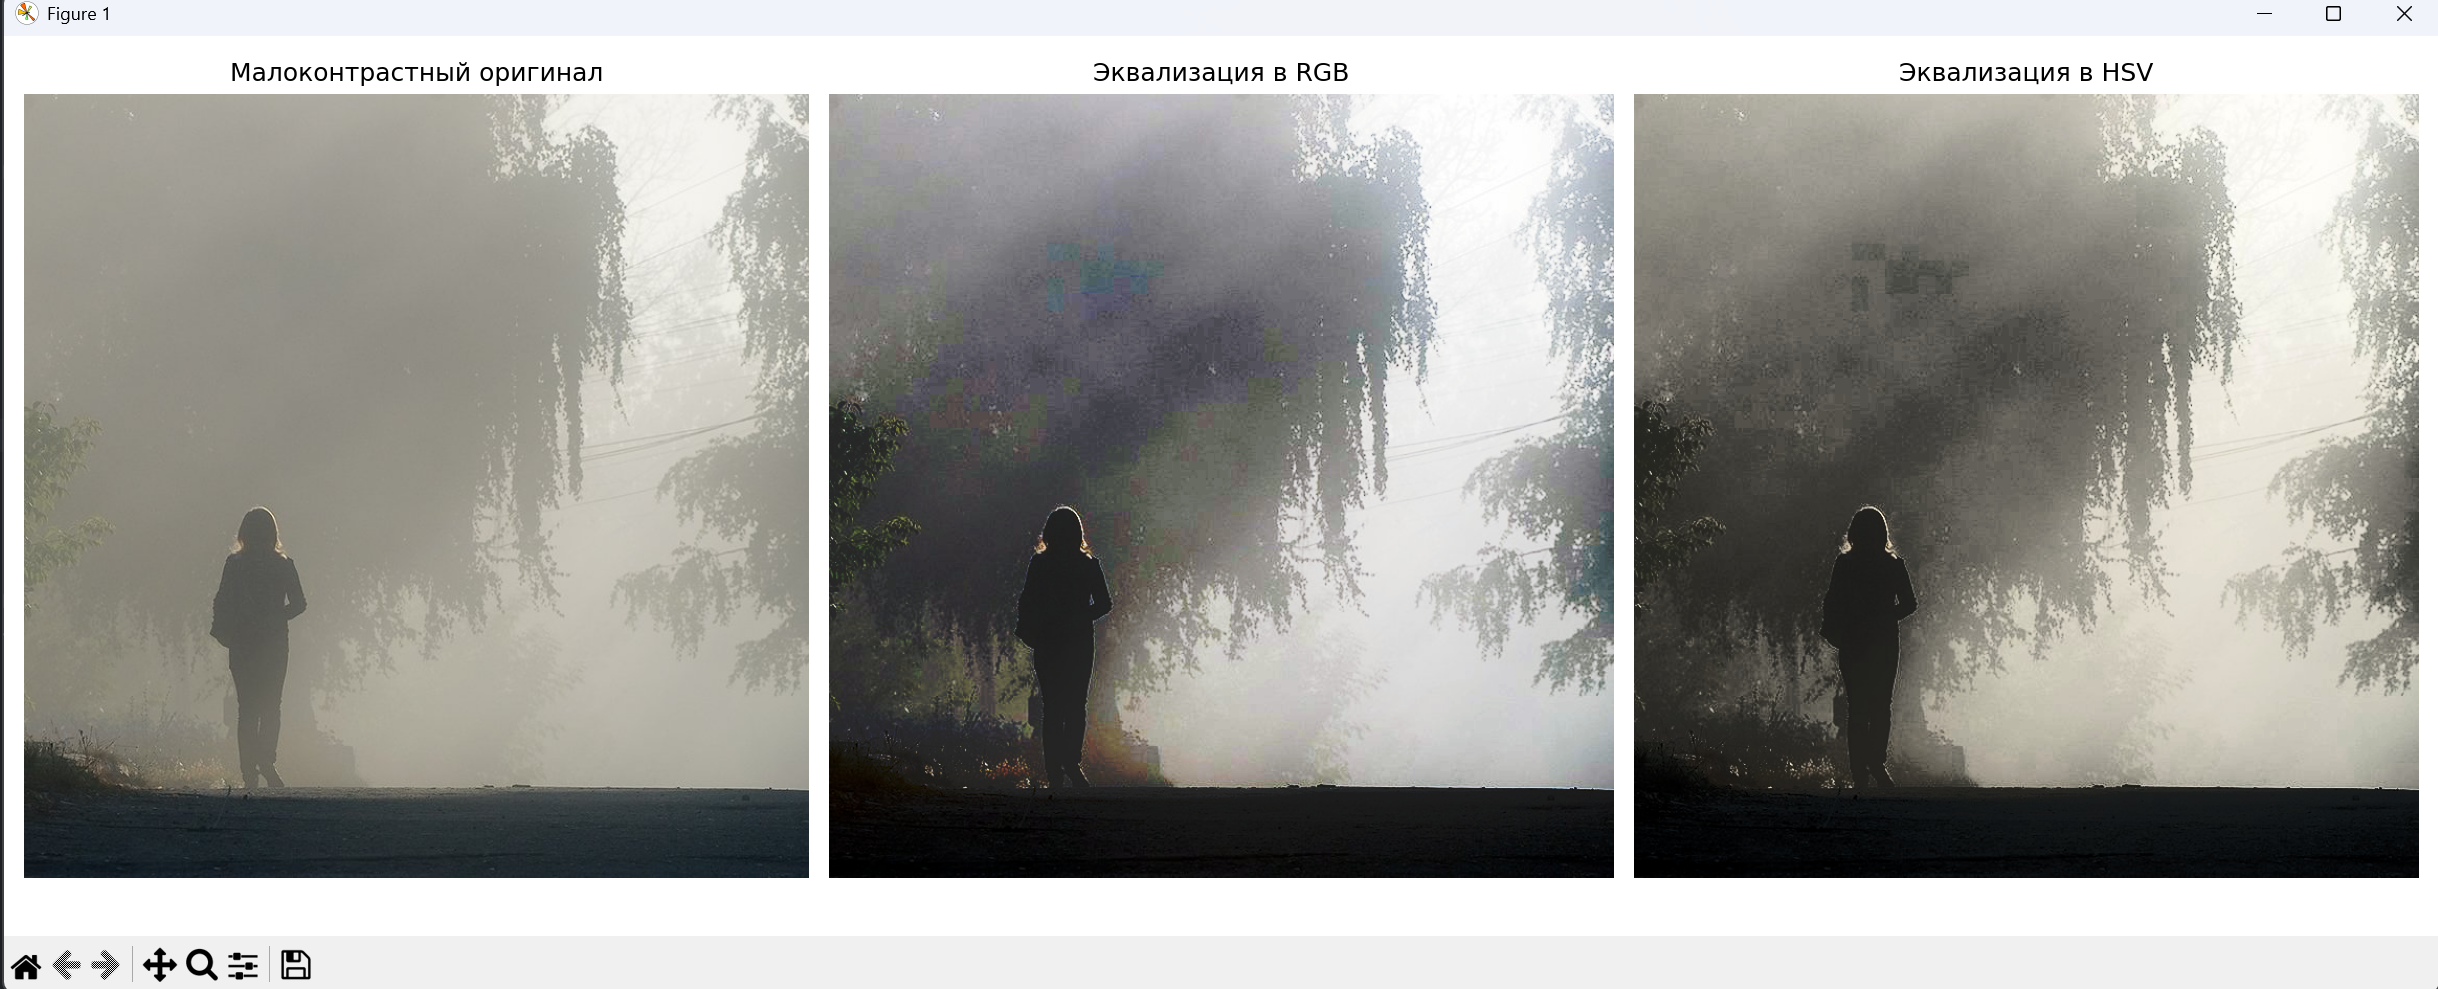 Figure 1
Малоконтрастный оригинал
Эквализация в RGB
Эквализация в HSV